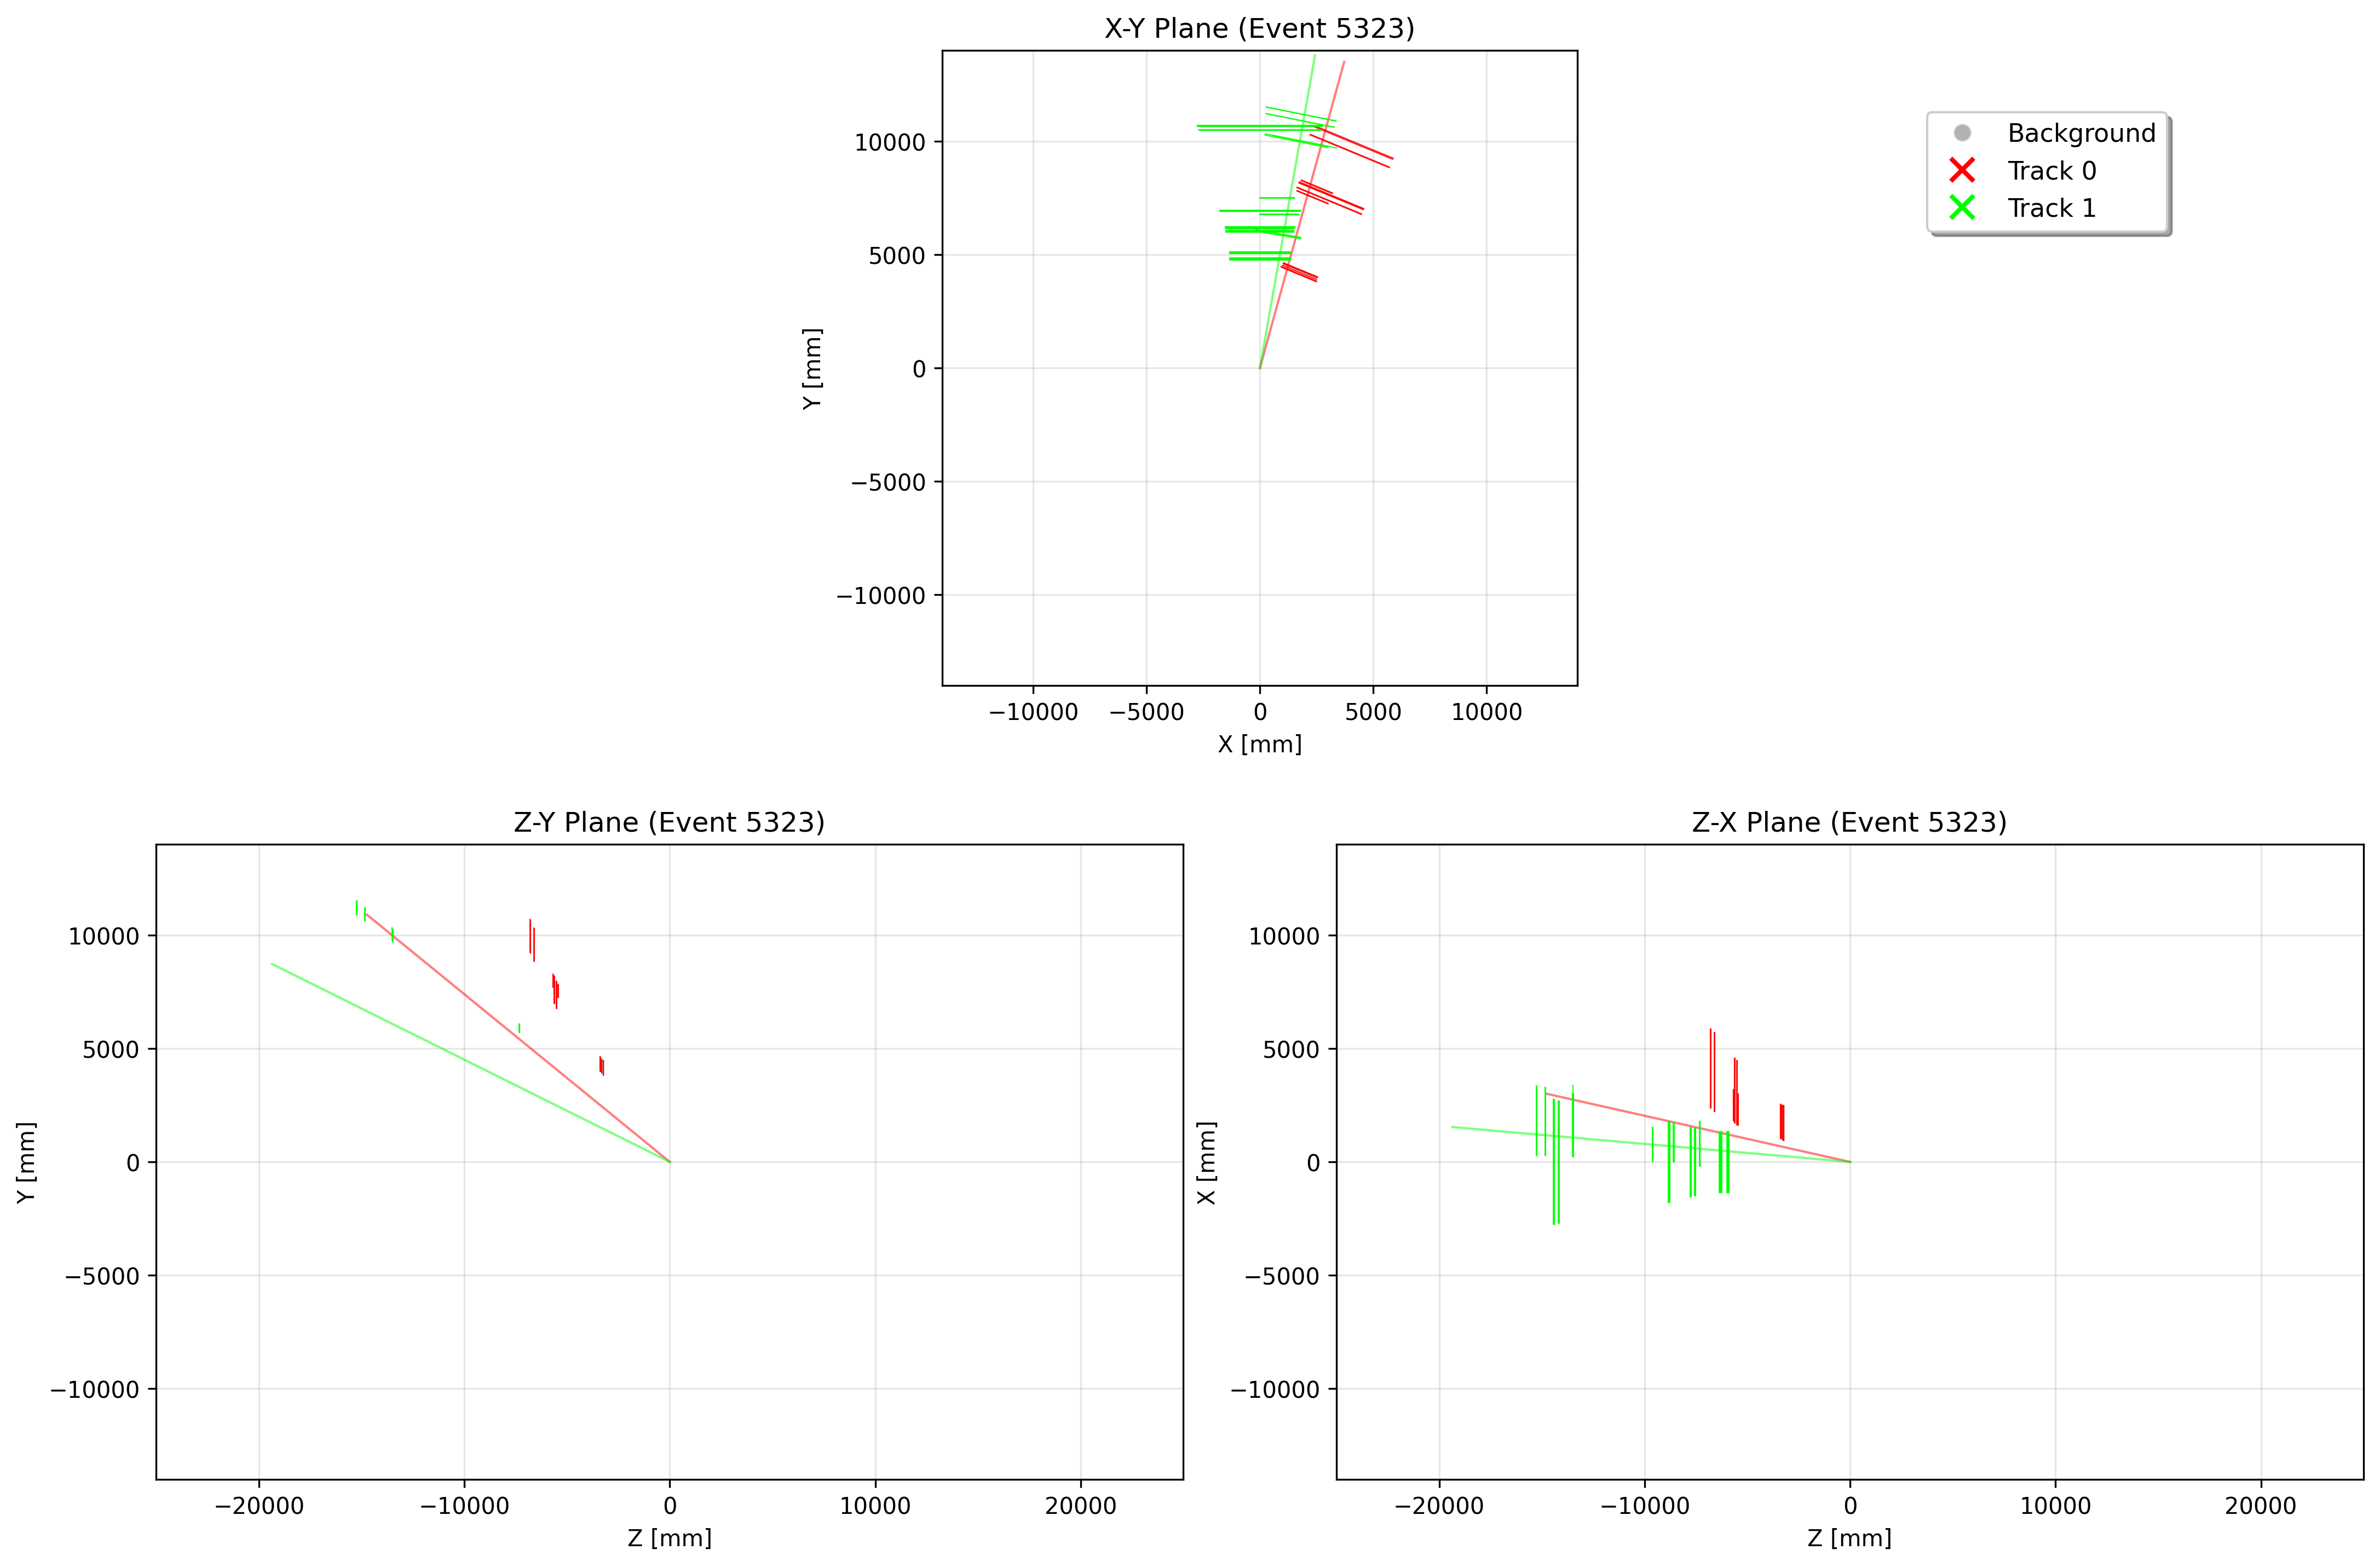 X-Y Plane (Event 5323)
Background
Track 0
Track 1
10000
5000
0
−5000
−10000
Y [mm]
−10000 −5000 0 5000 10000
X [mm]
Z-Y Plane (Event 5323)
10000
5000
0
−5000
−10000
Y [mm]
−20000 −10000 0 10000 20000
Z [mm]
Z-X Plane (Event 5323)
10000
5000
0
−5000
−10000
X [mm]
−20000 −10000 0 10000 20000
Z [mm]